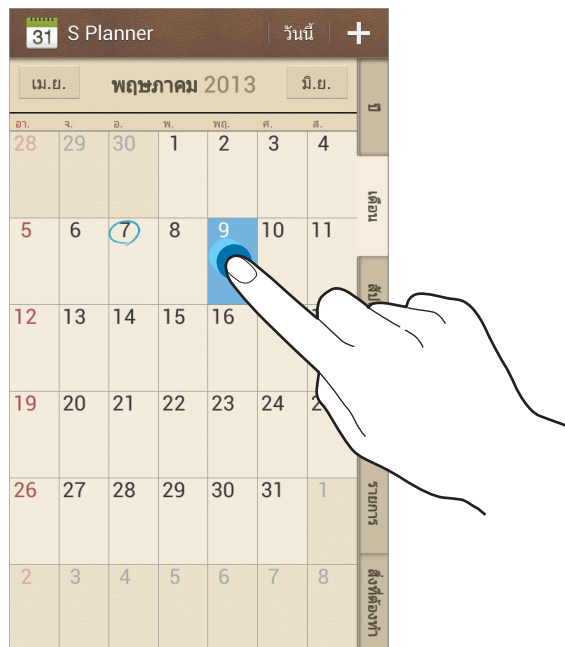 31 S Planner วันนี้ +
เม.ย. พฤษภาคม 2013 มิ.ย.
อา. จ. อ. พ. พฤ. ศ. ส.
28 29 30 1 2 3 4
5 6 7 8 9 10 11
12 13 14 15 16
19 20 21 22 23 24
26 27 28 29 30 31 1
2 3 4 5 6 7 8
ปี
เดือน
รายการ
สิ่งที่ต้องทำ